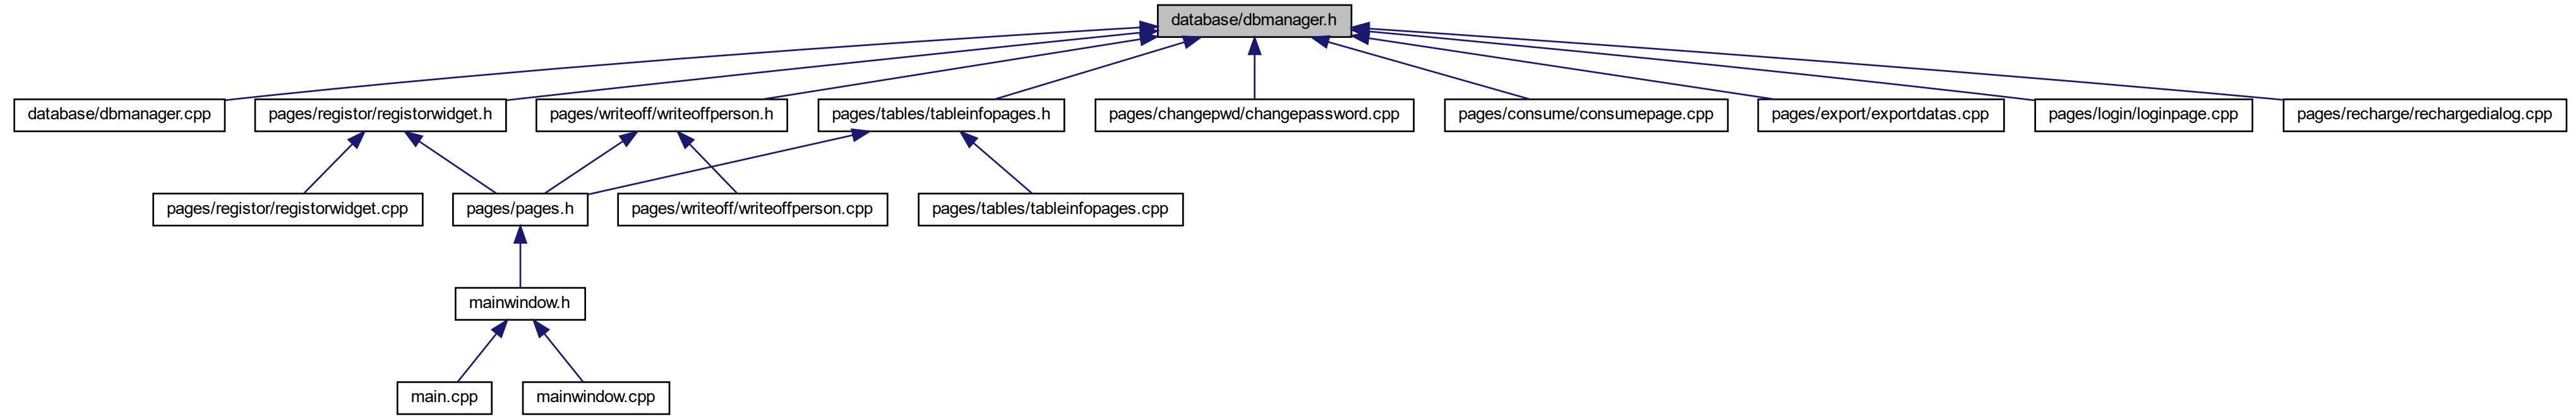 database/dbmanager.h
database/dbmanager.cpp
pages/registor/registorwidget.h
pages/writeoff/writeoffperson.h
pages/tables/tableinfopages.h
pages/changepwd/changepassword.cpp
pages/consume/consumepage.cpp
pages/export/exportdatas.cpp
pages/login/loginpage.cpp
pages/recharge/rechargedialog.cpp
pages/registor/registorwidget.cpp
pages/pages.h
pages/writeoff/writeoffperson.cpp
pages/tables/tableinfopages.cpp
mainwindow.h
main.cpp
mainwindow.cpp